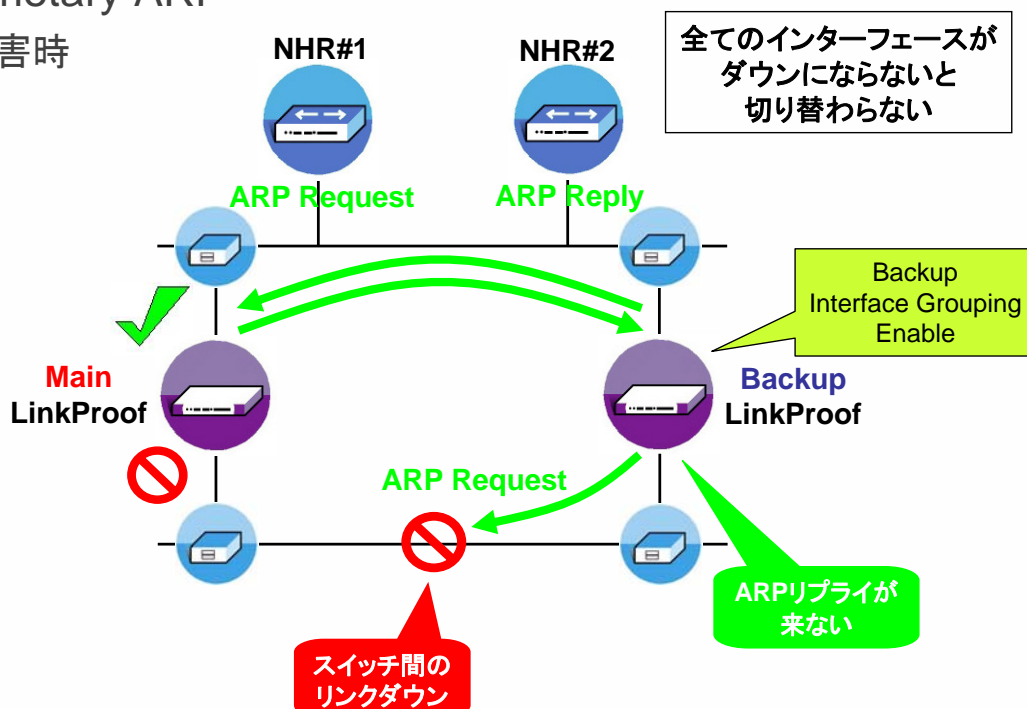 害時
NHR#1
NHR#2
全てのインターフェースが
ダウンにならないと
切り替わらない
ARP Request
ARP Reply
Backup
Interface Grouping
Enable
Main
LinkProof
Backup
LinkProof
ARP Request
ARPリプライが
来ない
スイッチ間の
リンクダウン